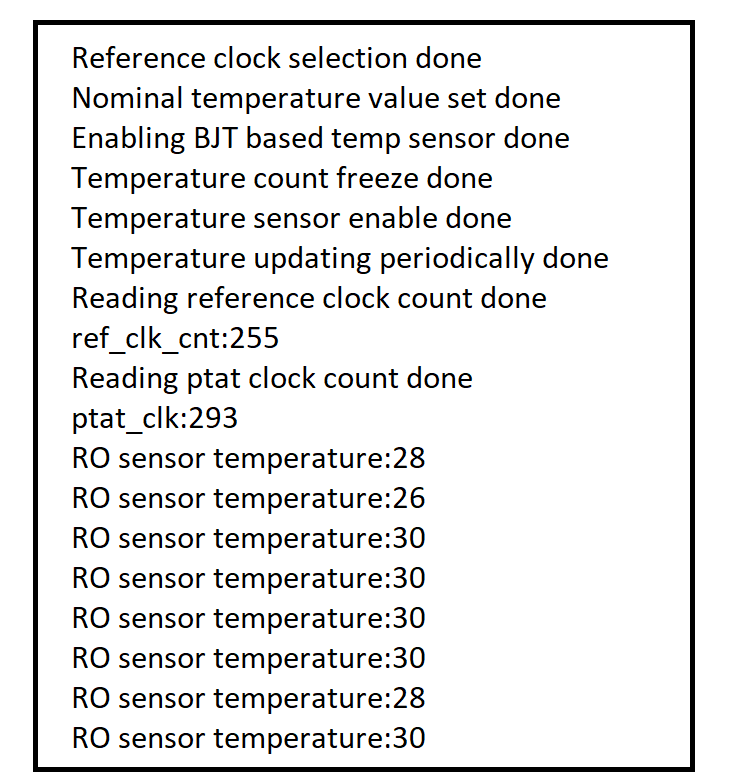 Reference clock selection done
Nominal temperature value set done
Enabling BJT based temp sensor done
Temperature count freeze done
Temperature sensor enable done
Temperature updating periodically done
Reading reference clock count done
ref_clk_cnt:255
Reading ptat clock count done
ptat_clk:293
RO sensor temperature:28
RO sensor temperature:26
RO sensor temperature:30
RO sensor temperature:30
RO sensor temperature:30
RO sensor temperature:30
RO sensor temperature:28
RO sensor temperature:30